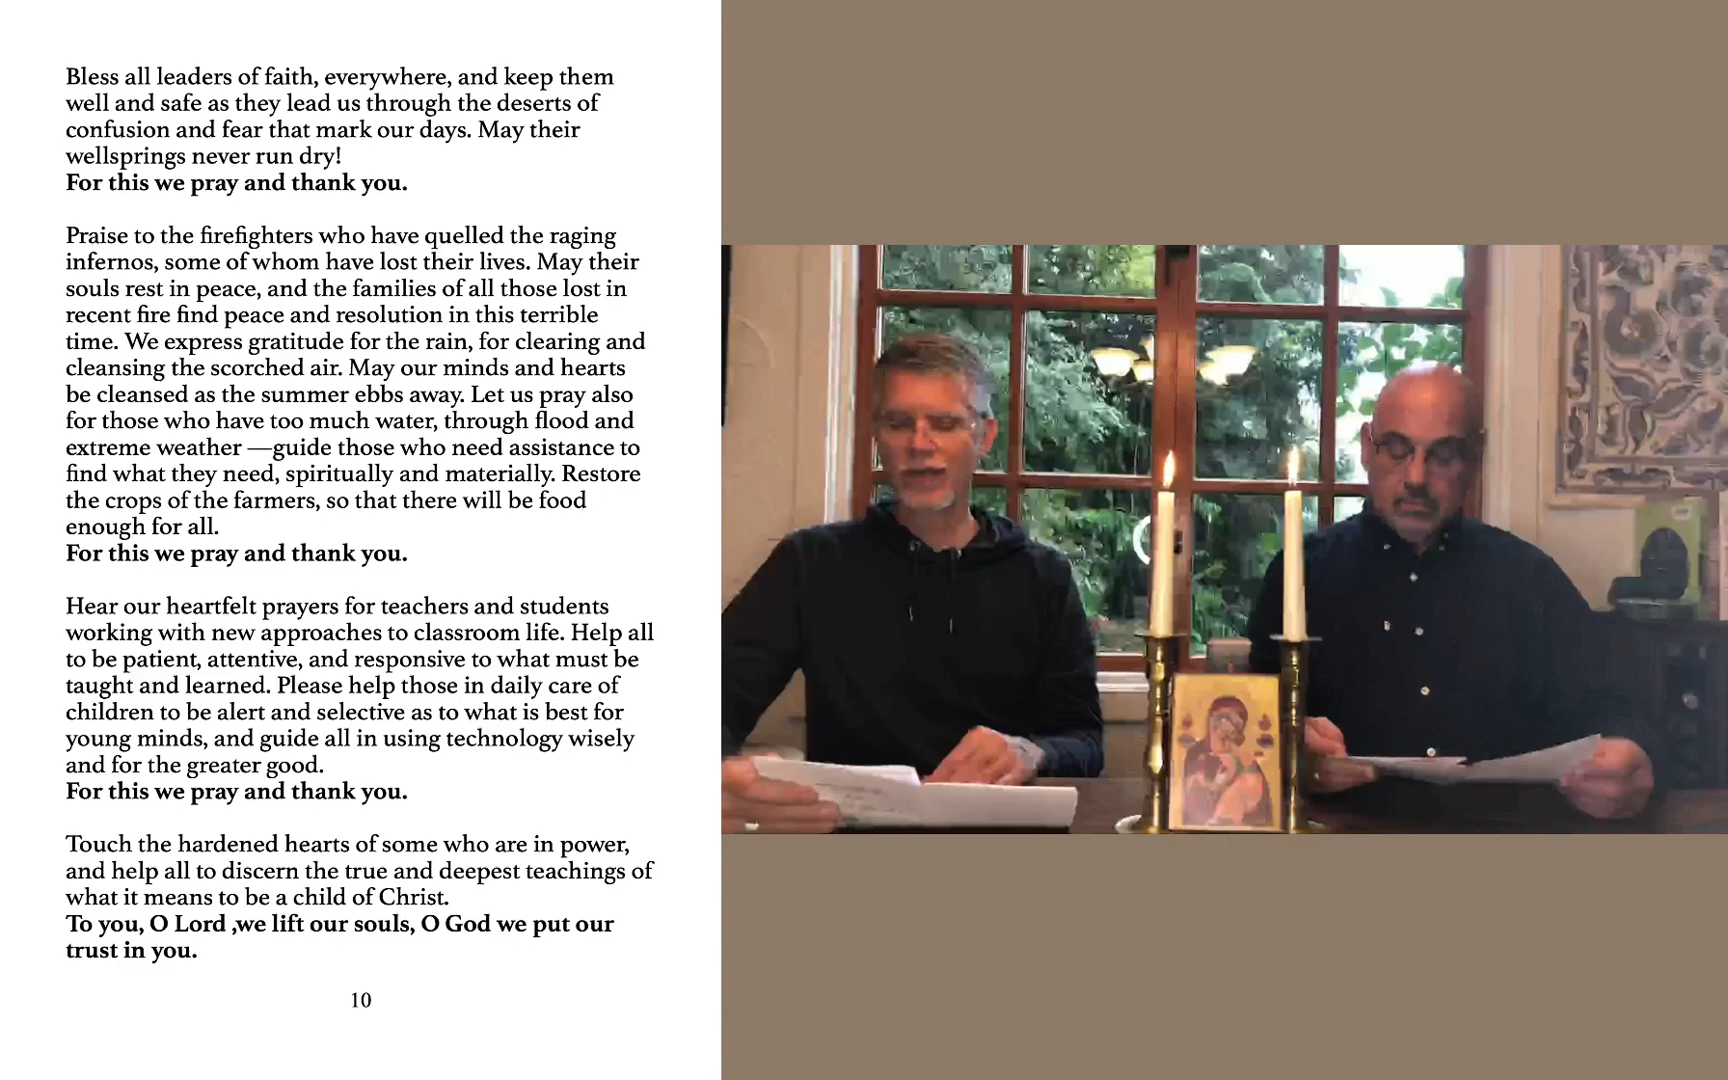 Bless all leaders of faith, everywhere, and keep them
well and safe as they lead us through the deserts of
confusion and fear that mark our days. May their
wellsprings never run dry!
For this we pray and thank you.
Praise to the firefighters who have quelled the raging
infernos, some of whom have lost their lives. May their
souls rest in peace, and the families of all those lost in
recent fire find peace and resolution in this terrible
time. We express gratitude for the rain, for clearing and
cleansing the scorched air. May our minds and hearts
be cleansed as the summer ebbs away. Let us pray also
for those who have too much water, through flood and
extreme weather —guide those who need assistance to
find what they need, spiritually and materially. Restore
the crops of the farmers, so that there will be food
enough for all.
For this we pray and thank you.
Hear our heartfelt prayers for teachers and students
working with new approaches to classroom life. Help all
to be patient, attentive, and responsive to what must be
taught and learned. Please help those in daily care of
children to be alert and selective as to what is best for
young minds, and guide all in using technology wisely
and for the greater good.
For this we pray and thank you.
Touch the hardened hearts of some who are in power,
and help all to discern the true and deepest teachings of
what it means to be a child of Christ.
To you, O Lord ,we lift our souls, O God we put our
trust in you.
10